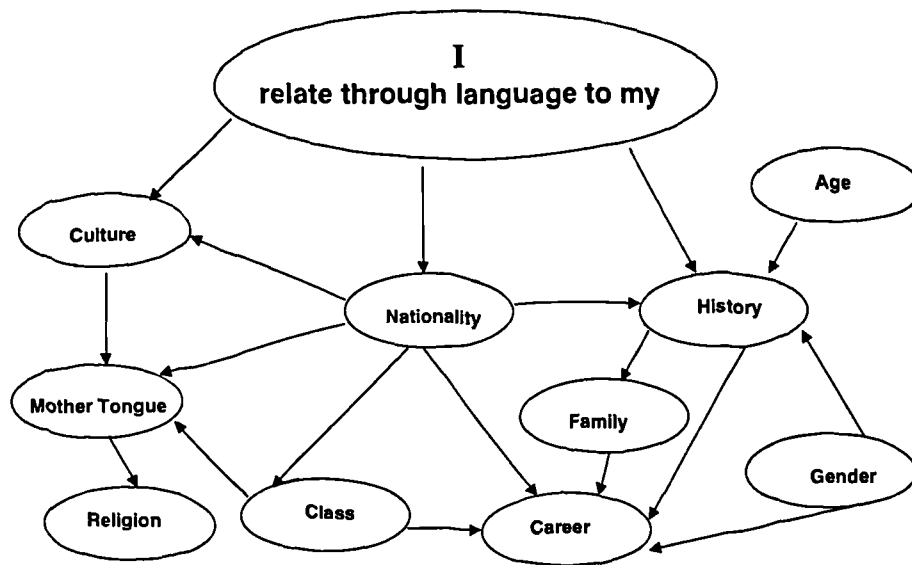 I
relate through language to my
Age
Culture
Nationality
History
Mother Tongue
Family
Gender
Religion
Class
Career